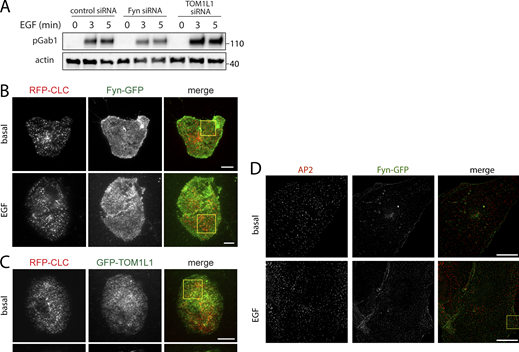 A
control siRNA Fyn siRNA TOM1L1 siRNA
EGF (min) 0 3 5 0 3 5 0 3 5
pGab1 -110
actin -40
B
RFP-CLC Fyn-GFP merge
basal
EGF
C
RFP-CLC GFP-TOM1L1 merge
basal
D
AP2 Fyn-GFP merge
basal
EGF